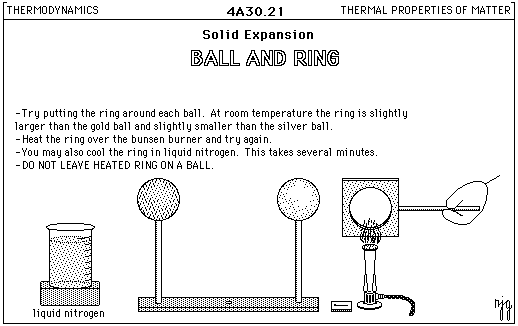 THERMODYNAMICS 4A30.21 THERMAL PROPERTIES OF MATTER
Solid Expansion
BALL AND RING
-Try putting the ring around each ball. At room temperature the ring is slightly
larger than the gold ball and slightly smaller than the silver ball.
-Heat the ring over the bunsen burner and try again.
-You may also cool the ring in liquid nitrogen. This takes several minutes.
-DO NOT LEAVE HEATED RING ON A BALL.
liquid nitrogen